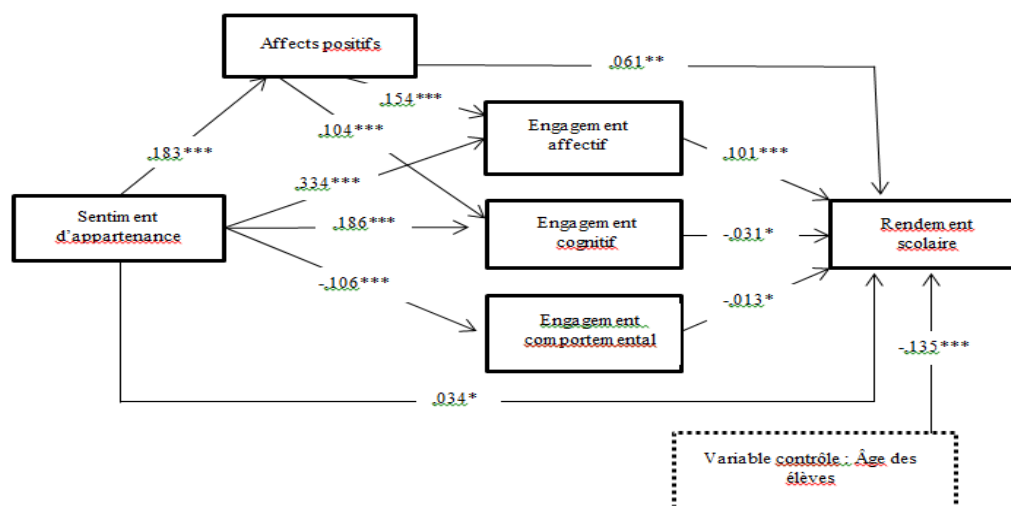 Affects positifs
.061**
.154***
.104***
Engagement
affectif
.183***
.101***
.334***
Sentiment
d'appartenance
.186***
Engagement
cognitif
-.031*
Rendement
scolaire
-.106***
-.013*
Engagement
comportemental
-.135***
.034*
Variable contrôle : Âge des
élèves